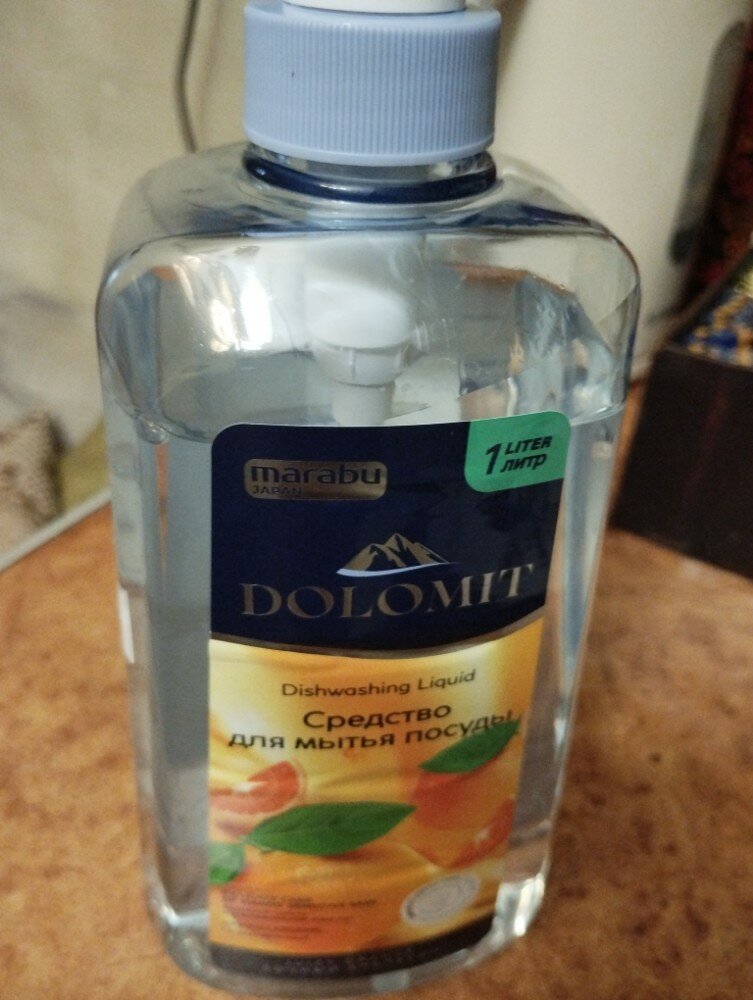 marabu
JAPAN
1 LITER
ЛИТР
DOLOMIT
Dishwashing Liquid
Средство
для мытья посуды